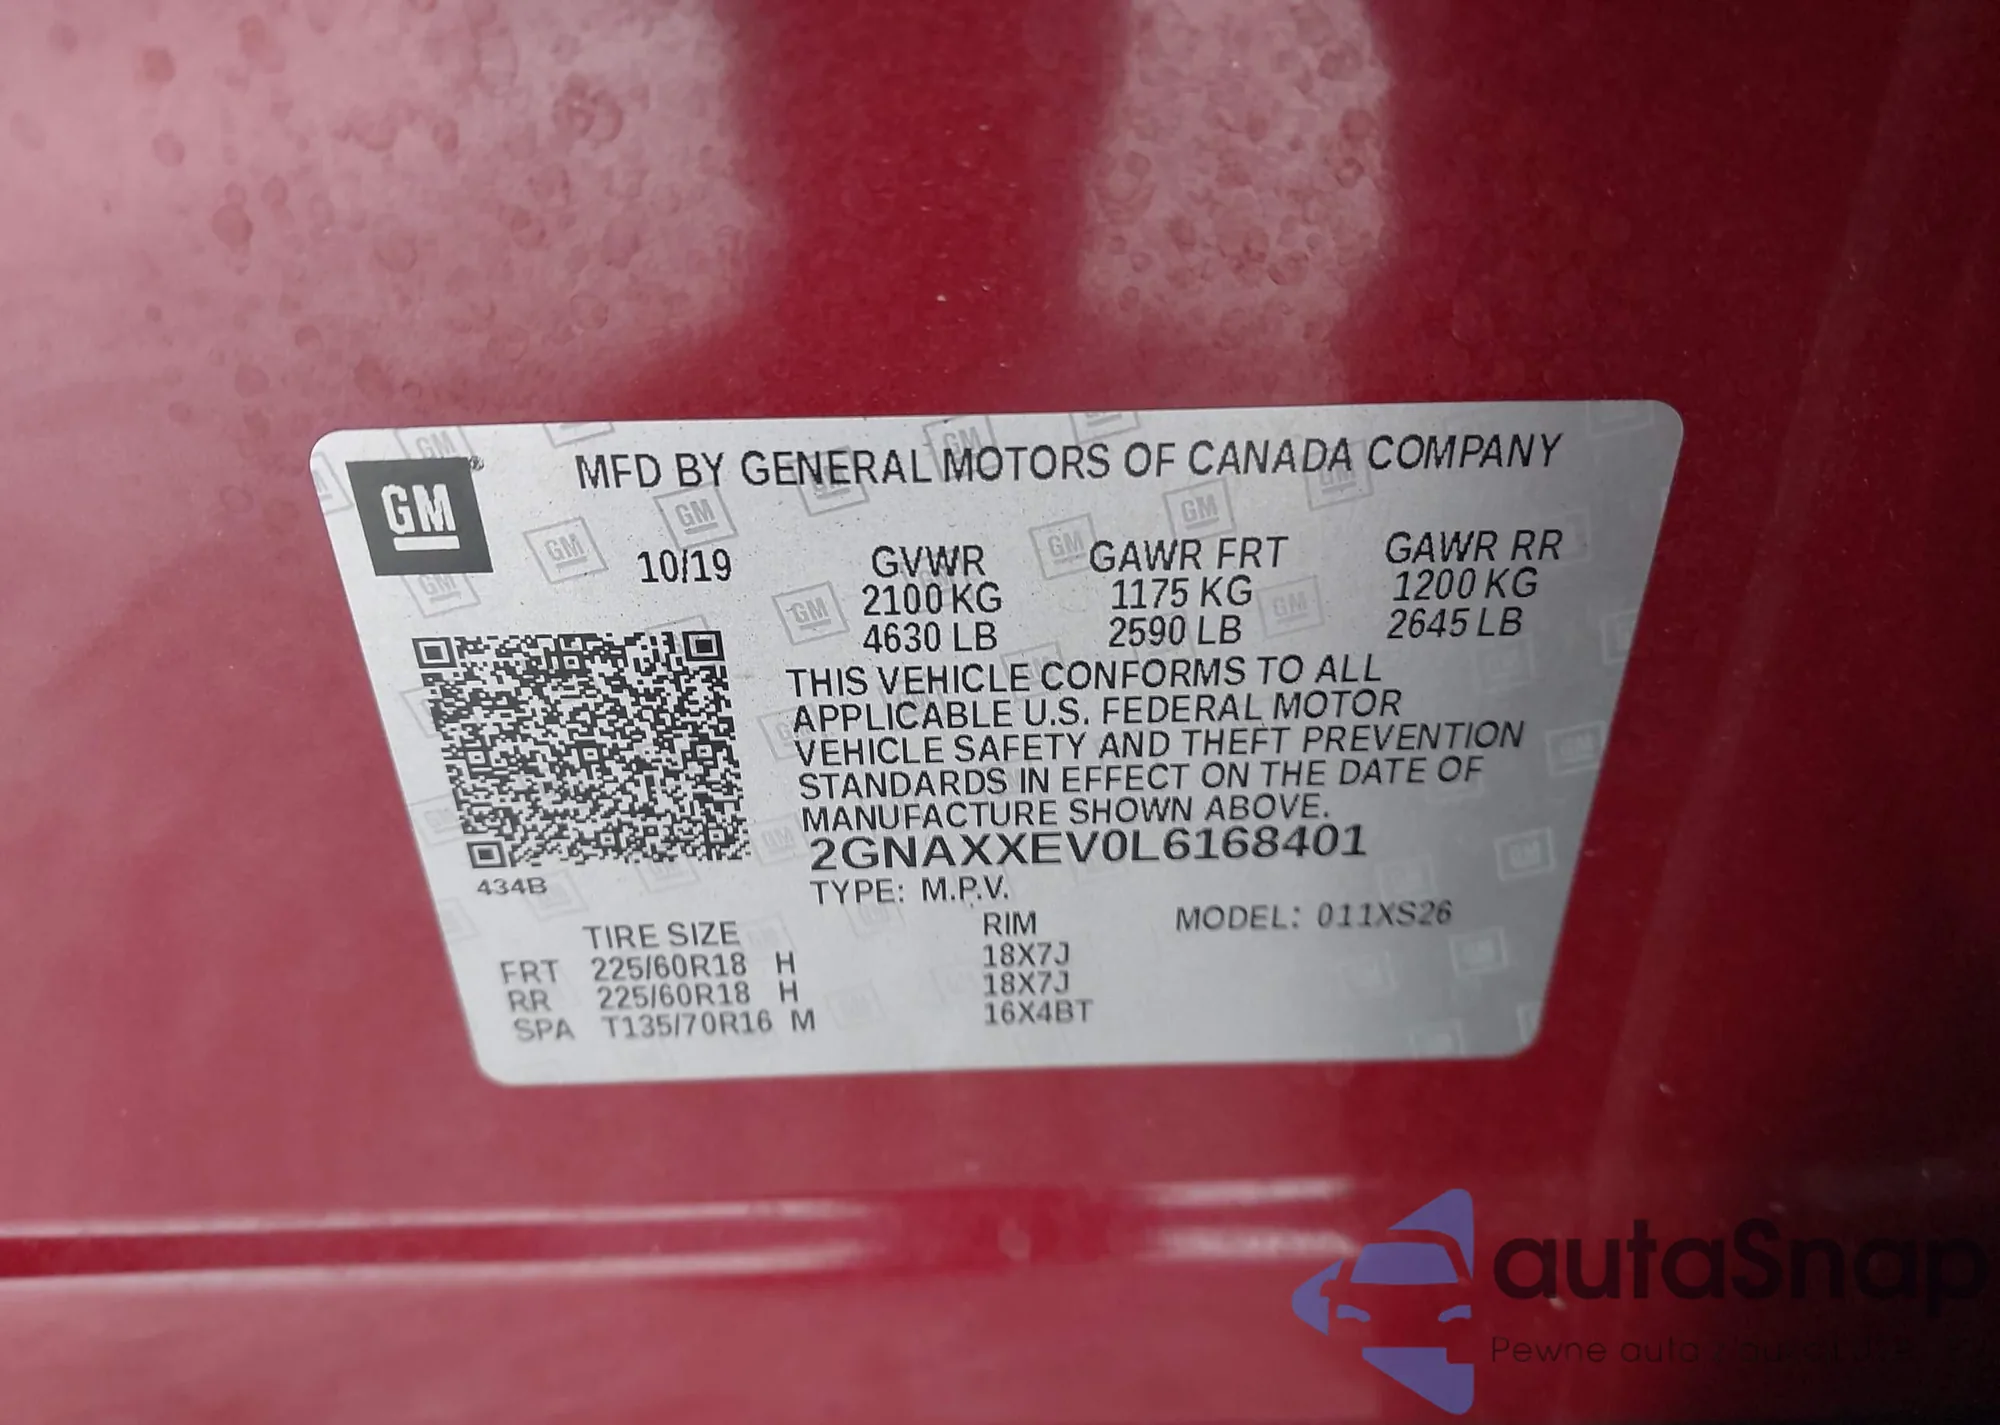 GM®
MFD BY GENERAL MOTORS OF CANADA COMPANY
10/19 GVWR GAWR FRT GAWR RR
2100 KG 1175 KG 1200 KG
4630 LB 2590 LB 2645 LB
THIS VEHICLE CONFORMS TO ALL
APPLICABLE U.S. FEDERAL MOTOR
VEHICLE SAFETY AND THEFT PREVENTION
STANDARDS IN EFFECT ON THE DATE OF
MANUFACTURE SHOWN ABOVE.
2GNAXXEV0L6168401
434B
TYPE: M.P.V.
MODEL: 011XS26
TIRE SIZE RIM
FRT 225/60R18 H 18X7J
RR 225/60R18 H 18X7J
SPA T135/70R16 M 16X4BT
autaSnap
Pewne auta z